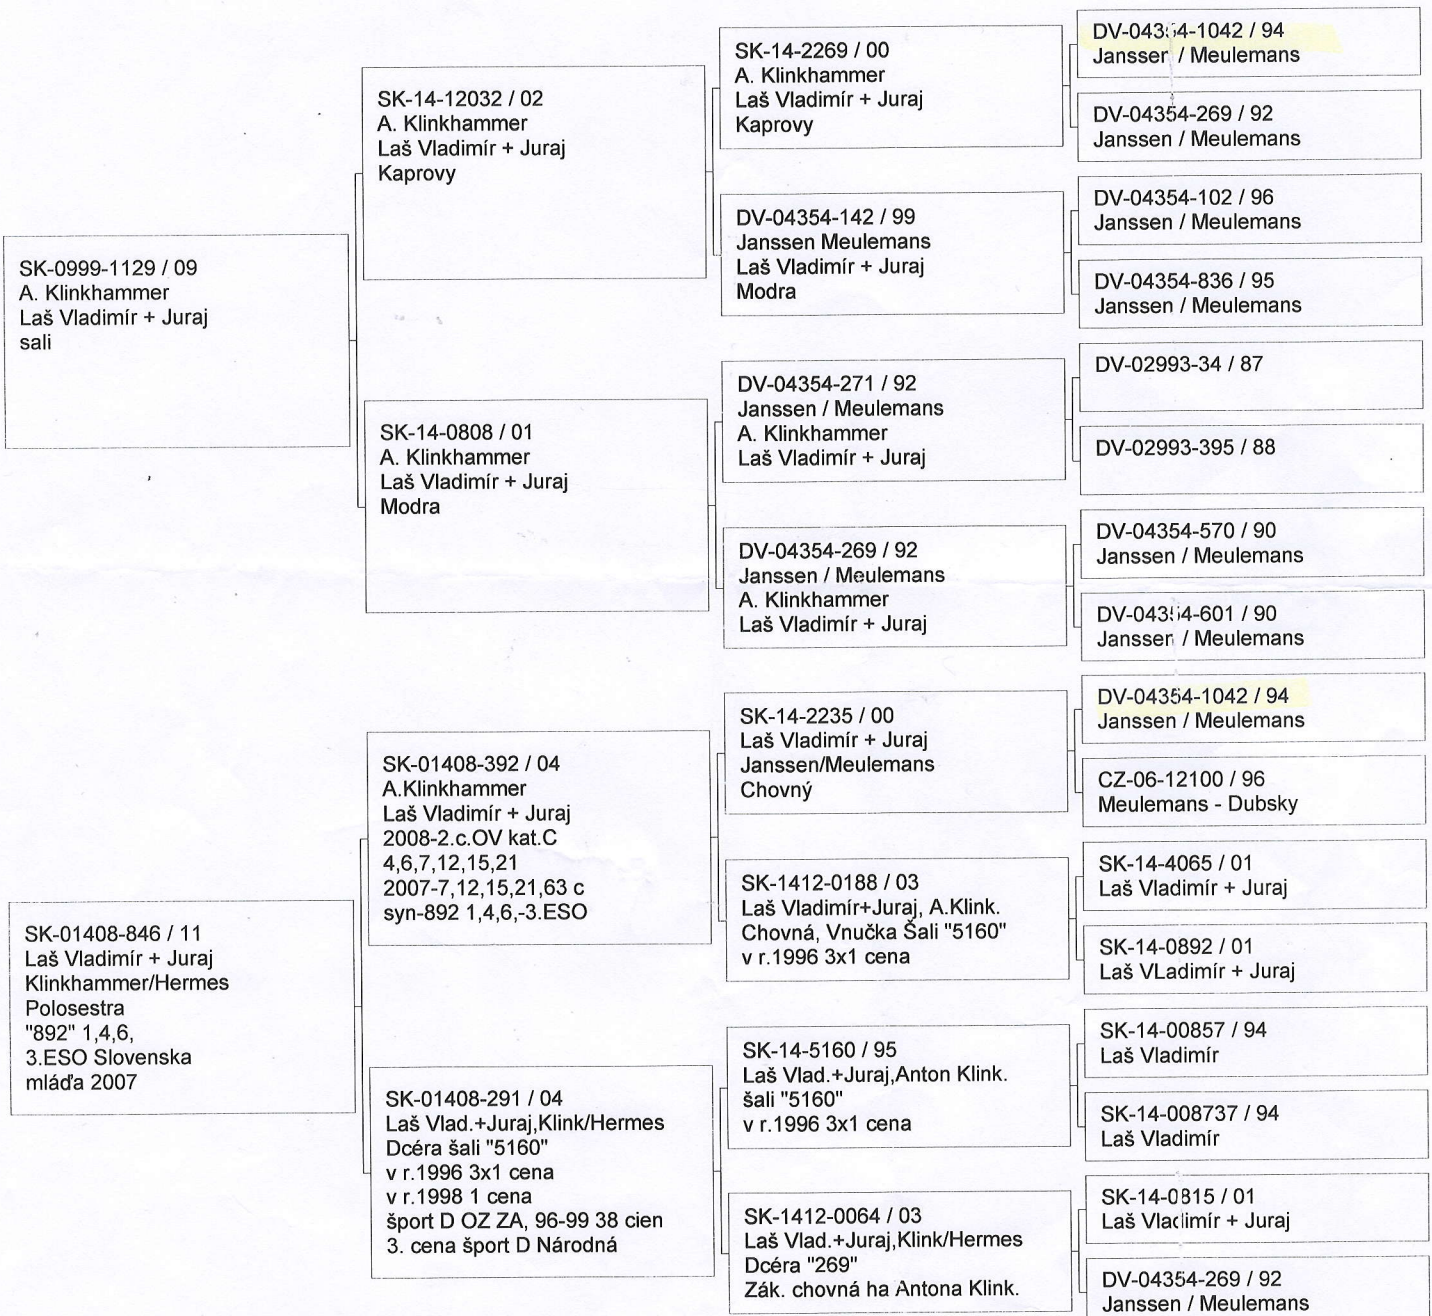 SK-0999-1129 / 09
A. Klinkhammer
Laš Vladimír + Juraj
sali
SK-14-12032 / 02
A. Klinkhammer
Laš Vladimír + Juraj
Kaprovy
SK-14-0808 / 01
A. Klinkhammer
Laš Vladimír + Juraj
Modra
SK-14-2269 / 00
A. Klinkhammer
Laš Vladimír + Juraj
Kaprovy
DV-04354-142 / 99
Janssen Meulemans
Laš Vladimír + Juraj
Modra
DV-04354-271 / 92
Janssen / Meulemans
A. Klinkhammer
Laš Vladimír + Juraj
DV-04354-269 / 92
Janssen / Meulemans
A. Klinkhammer
Laš Vladimír + Juraj
DV-04354-1042 / 94
Janssen / Meulemans
DV-04354-269 / 92
Janssen / Meulemans
DV-04354-102 / 96
Janssen / Meulemans
DV-04354-836 / 95
Janssen / Meulemans
DV-02993-34 / 87
DV-02993-395 / 88
DV-04354-570 / 90
Janssen / Meulemans
DV-04354-601 / 90
Janssen / Meulemans
SK-01408-846 / 11
Laš Vladimír + Juraj
Klinkhammer/Hermes
Polosestra
"892" 1,4,6,
3.ESO Slovenska
mláďa 2007
SK-01408-392 / 04
A.Klinkhammer
Laš Vladimír + Juraj
2008-2.c.OV kat.C
4,6,7,12,15,21
2007-7,12,15,21,63 c
syn-892 1,4,6,-3.ESO
SK-01408-291 / 04
Laš Vlad.+Juraj,Klink/Hermes
Dcéra šali "5160"
v r.1996 3x1 cena
v r.1998 1 cena
šport D OZ ZA, 96-99 38 cien
3. cena šport D Národná
SK-14-2235 / 00
Laš Vladimír + Juraj
Janssen/Meulemans
Chovný
SK-1412-0188 / 03
Laš Vladimír+Juraj, A.Klink.
Chovná, Vnučka Šali "5160"
v r.1996 3x1 cena
SK-14-5160 / 95
Laš Vlad.+Juraj,Anton Klink.
šali "5160"
v r.1996 3x1 cena
SK-1412-0064 / 03
Laš Vlad.+Juraj,Klink/Hermes
Dcéra "269"
Zák. chovná ha Antona Klink.
DV-04354-1042 / 94
Janssen / Meulemans
CZ-06-12100 / 96
Meulemans - Dubsky
SK-14-4065 / 01
Laš Vladimír + Juraj
SK-14-0892 / 01
Laš VLadimír + Juraj
SK-14-00857 / 94
Laš Vladimír
SK-14-008737 / 94
Laš Vladimír
SK-14-0815 / 01
Laš Vladimír + Juraj
DV-04354-269 / 92
Janssen / Meulemans